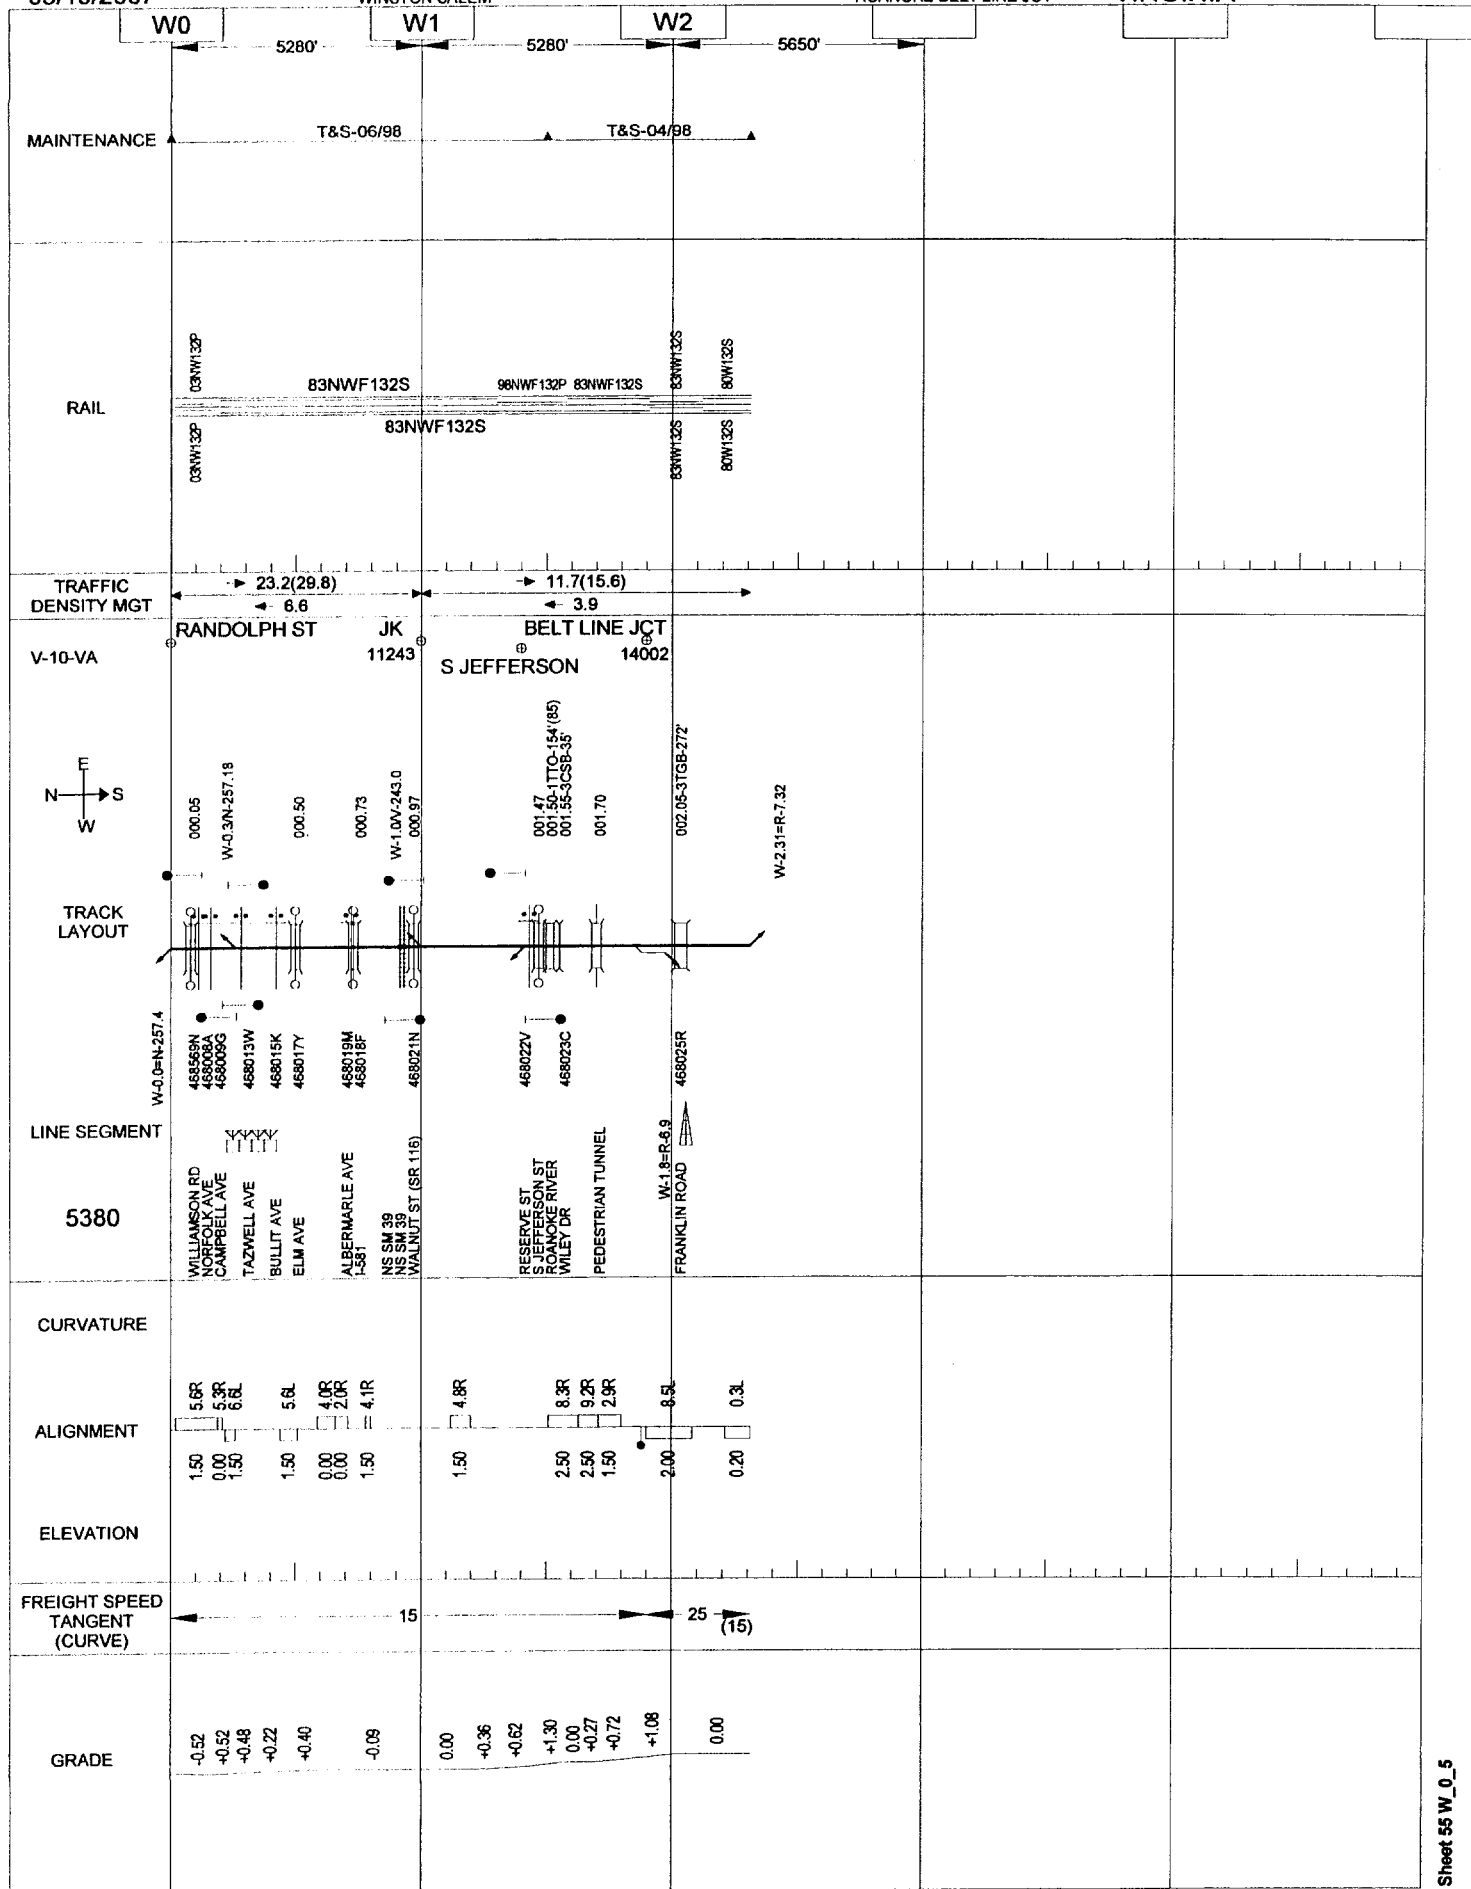 W0
W1
W2
5280'
5280'
5650'
MAINTENANCE
T&S-06/98
T&S-04/98
03NW132P
83NWF132S
98NWF132P
83NWF132S
83NW132S
80W132S
RAIL
83NWF132S
03NW132P
83NW132S
80W132S
TRAFFIC
DENSITY MGT
23.2(29.8)
6.6
11.7(15.6)
3.9
RANDOLPH ST
JK
BELT LINE JCT
V-10-VA
11243
S JEFFERSON
14002
E
N
S
W
000.05
W-0.3/N-257.18
000.50
000.73
W-1.0/V-243.0
000.97
001.47
001.50-1TTO-154'(85)
001.55-3CSB-35'
001.70
002.05-3TGB-272'
W-2.31=R-7.32
TRACK
LAYOUT
W-0.0=N-257.4
468569N
468008A
468009G
468013W
468015K
468017Y
468019M
468018F
468021N
468022V
468023C
468025R
LINE SEGMENT
5380
W-1.8=R-6.9
WILLIAMSON RD
NORFOLK AVE
CAMPBELL AVE
TAZWELL AVE
BULLIT AVE
ELM AVE
ALBERMARLE AVE
I-581
NS SM 39
NS SM 39
WALNUT ST (SR 116)
RESERVE ST
S JEFFERSON ST
ROANOKE RIVER
WILEY DR
PEDESTRIAN TUNNEL
FRANKLIN ROAD
CURVATURE
5.6R
5.3R
6.6L
5.6L
4.0R
2.0R
4.1R
4.8R
8.3R
9.2R
2.9R
8.5L
0.3L
ALIGNMENT
1.50
0.00
1.50
1.50
0.00
0.00
1.50
1.50
2.50
2.50
1.50
2.00
0.20
ELEVATION
FREIGHT SPEED
TANGENT
(CURVE)
15
25
(15)
GRADE
-0.52
+0.52
+0.48
+0.22
+0.40
-0.09
0.00
+0.36
+0.62
+1.30
0.00
+0.27
+0.72
+1.08
0.00
Sheet 55 W_0_5